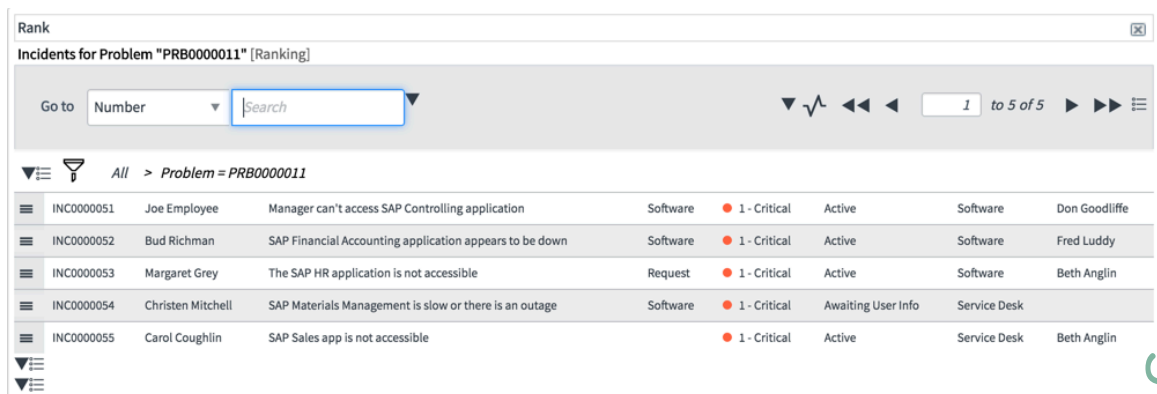 Rank
Incidents for Problem "PRB0000011" [Ranking]
Go to Number Search 1 to 5 of 5
All > Problem = PRB0000011
INC0000051 Joe Employee Manager can't access SAP Controlling application Software 1 - Critical Active Software Don Goodliffe
INC0000052 Bud Richman SAP Financial Accounting application appears to be down Software 1 - Critical Active Software Fred Luddy
INC0000053 Margaret Grey The SAP HR application is not accessible Request 1 - Critical Active Software Beth Anglin
INC0000054 Christen Mitchell SAP Materials Management is slow or there is an outage Software 1 - Critical Awaiting User Info Service Desk
INC0000055 Carol Coughlin SAP Sales app is not accessible 1 - Critical Active Service Desk Beth Anglin